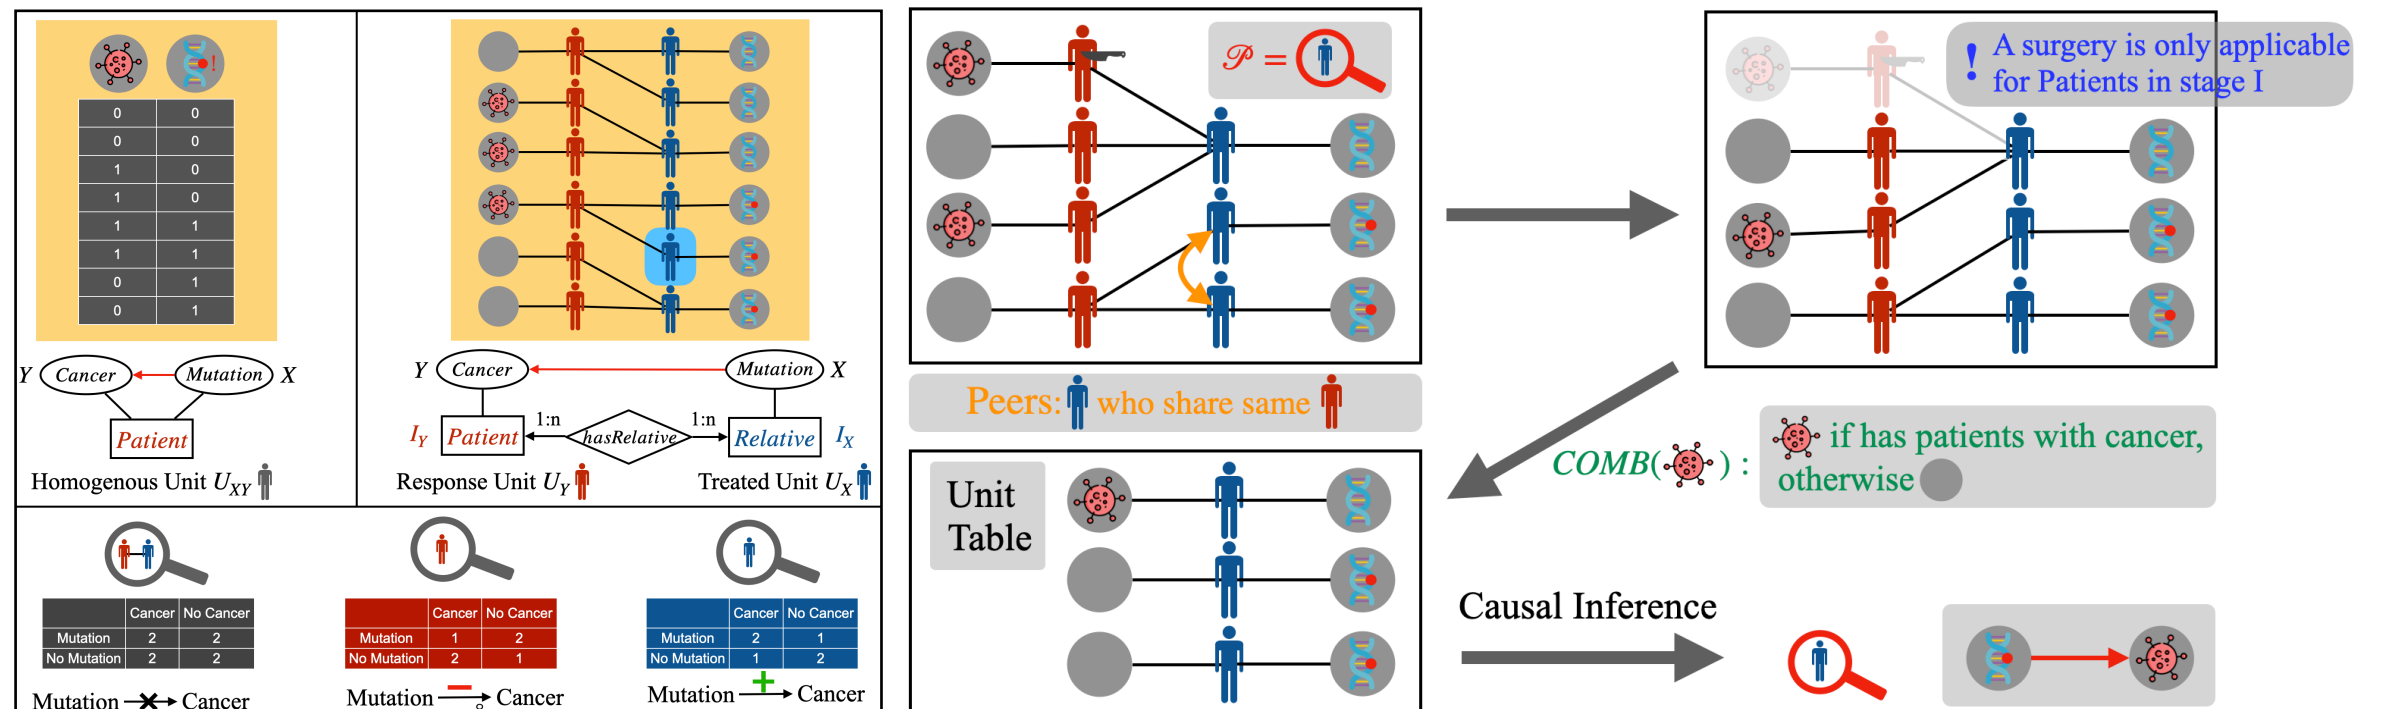 !
0 0
0 0
1 0
1 0
1 1
1 1
0 1
0 1
Y Cancer Mutation X
Patient
Homogenous Unit U_XY
Y Cancer Mutation X
I_Y Patient 1:n hasRelative 1:n Relative I_X
Response Unit U_Y Treated Unit U_X
Cancer No Cancer
Mutation 2 2
No Mutation 2 2
Mutation Cancer
Cancer No Cancer
Mutation 1 2
No Mutation 2 1
Mutation − Cancer
Cancer No Cancer
Mutation 2 1
No Mutation 1 2
Mutation + Cancer
𝒫 =
Peers: who share same
! A surgery is only applicable
for Patients in stage I
COMB( ) : if has patients with cancer,
otherwise
Unit
Table
Causal Inference